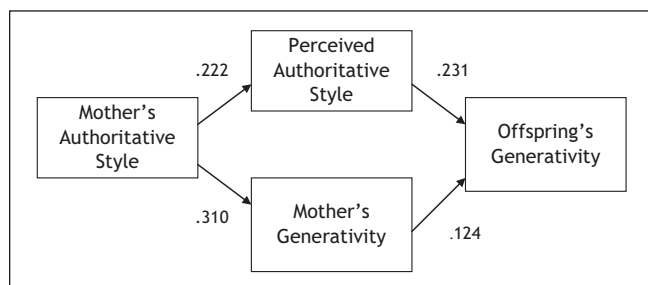 Perceived
Authoritative
Style
.222
.231
Mother's
Authoritative
Style
Offspring's
Generativity
Mother's
Generativity
.310
.124